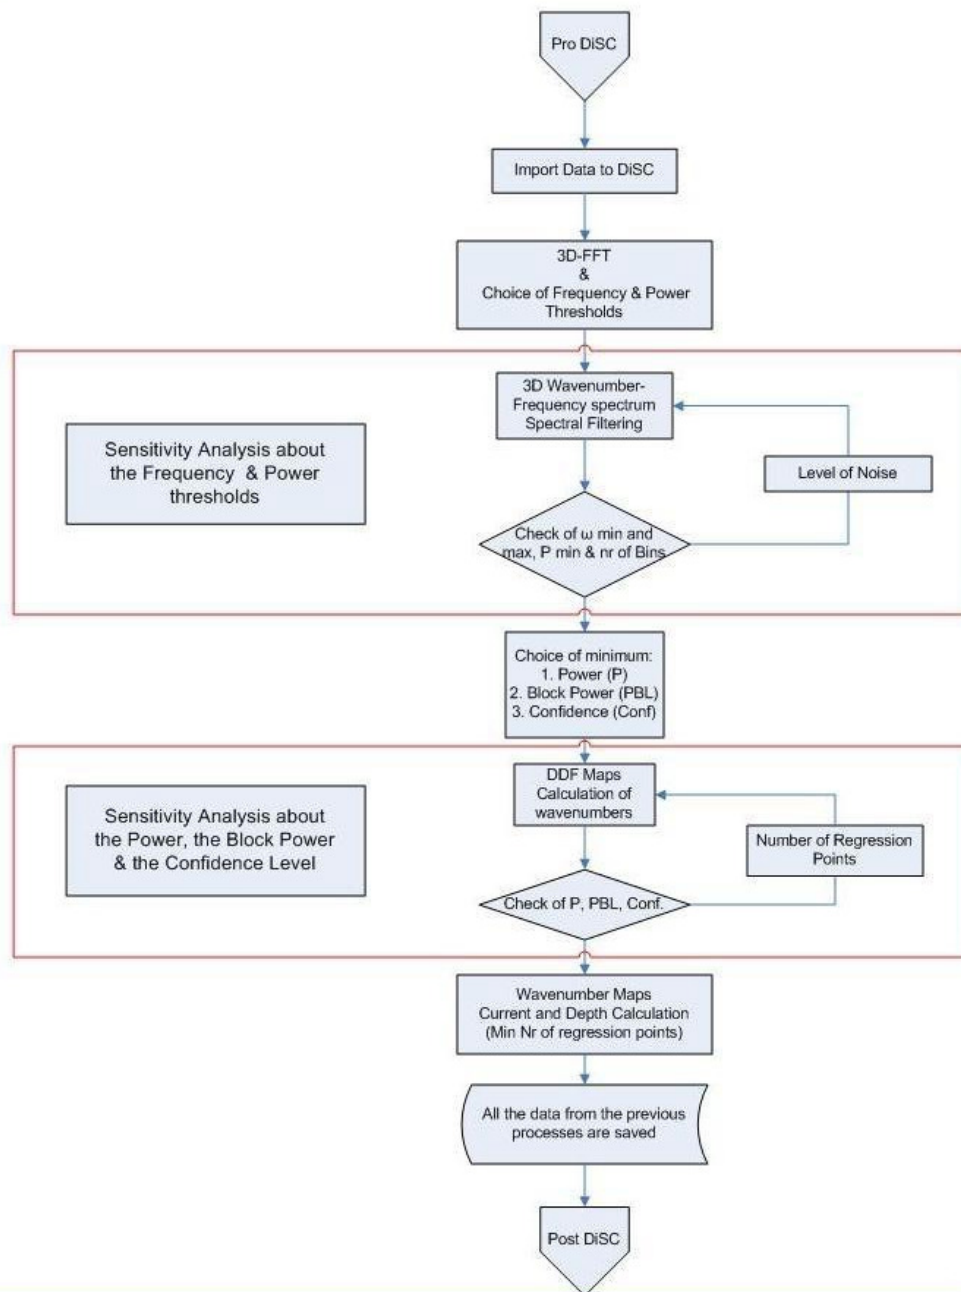 Pro DiSC
Import Data to DiSC
3D-FFT
&
Choice of Frequency & Power
Thresholds
3D Wavenumber-
Frequency spectrum
Spectral Filtering
Sensitivity Analysis about
the Frequency & Power
thresholds
Level of Noise
Check of ω min and
max, P min & nr of Bins
Choice of minimum:
1. Power (P)
2. Block Power (PBL)
3. Confidence (Conf)
DDF Maps
Calculation of
wavenumbers
Sensitivity Analysis about
the Power, the Block Power
& the Confidence Level
Number of Regression
Points
Check of P, PBL, Conf.
Wavenumber Maps
Current and Depth Calculation
(Min Nr of regression points)
All the data from the previous
processes are saved
Post DiSC